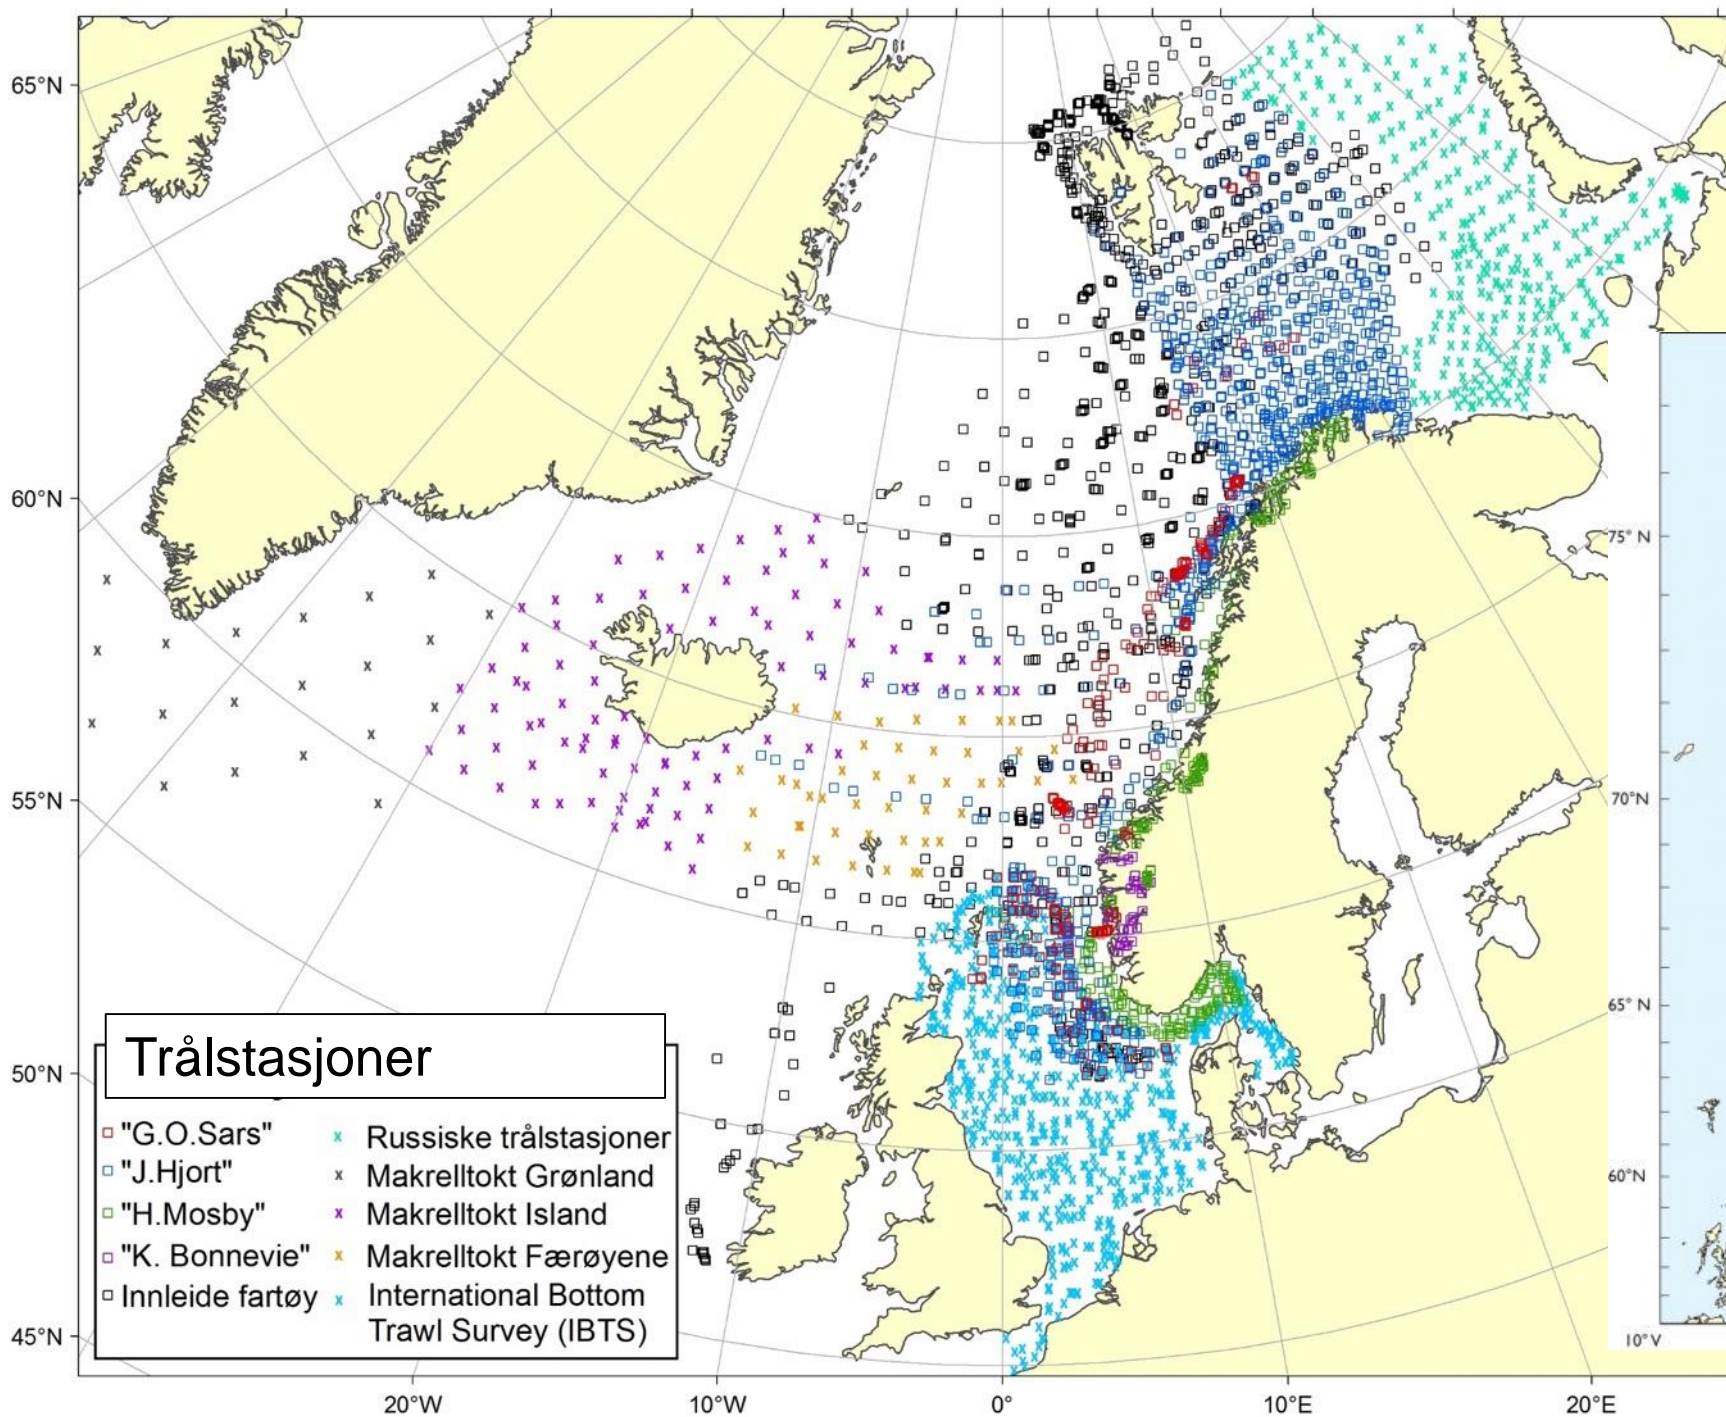 65°N
60°N
55°N
50°N
45°N
20°W
10°W
0°
10°E
20°E
75° N
70°N
65° N
60°N
10°V
Trålstasjoner
"G.O.Sars"
"J.Hjort"
"H.Mosby"
"K. Bonnevie"
Innleide fartøy
Russiske trålstasjoner
Makrelltokt Grønland
Makrelltokt Island
Makrelltokt Færøyene
International Bottom
Trawl Survey (IBTS)